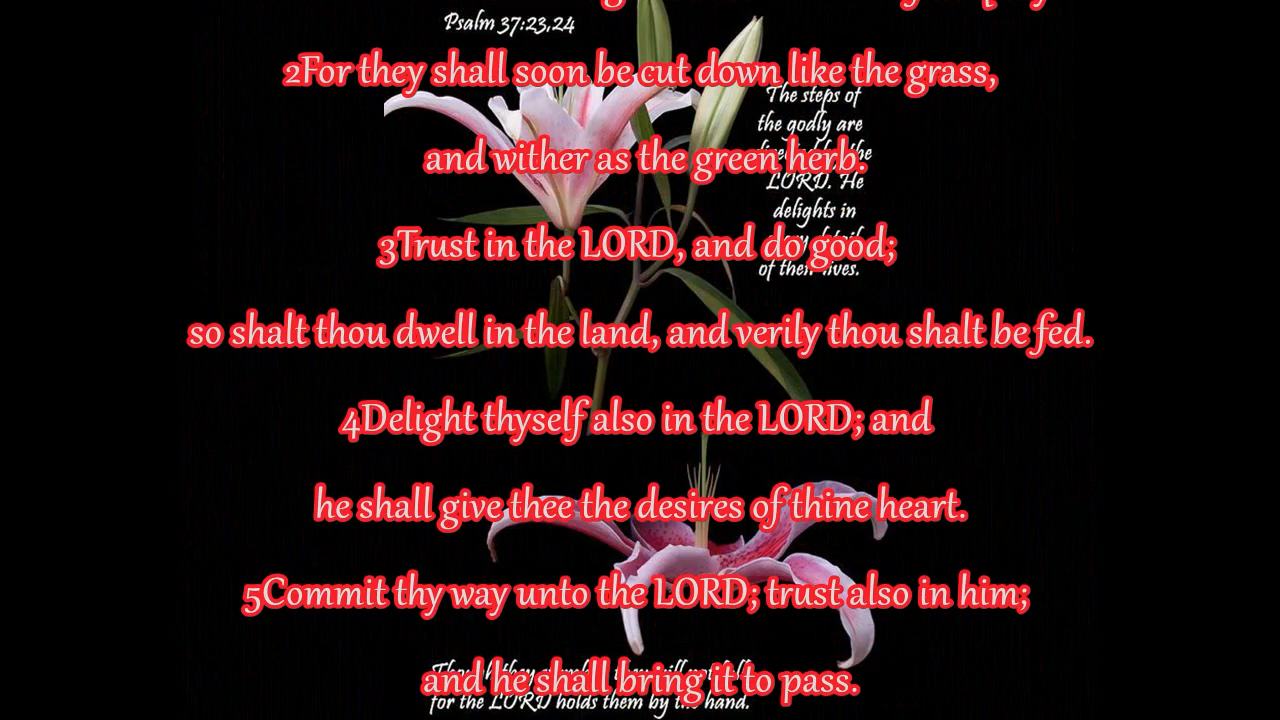 Psalm 37:23,24
2For they shall soon be cut down like the grass,
and wither as the green herb.
3Trust in the LORD, and do good;
so shalt thou dwell in the land, and verily thou shalt be fed.
4Delight thyself also in the LORD; and
he shall give thee the desires of thine heart.
5Commit thy way unto the LORD; trust also in him;
and he shall bring it to pass.
The steps of
the godly are
the
LORD. He
delights in
of their lives.
for the LORD holds them by the hand.